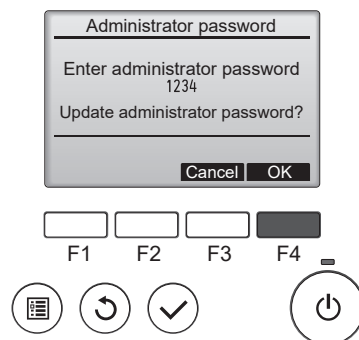 Administrator password
Enter administrator password
1234
Update administrator password?
Cancel OK
F1 F2 F3 F4